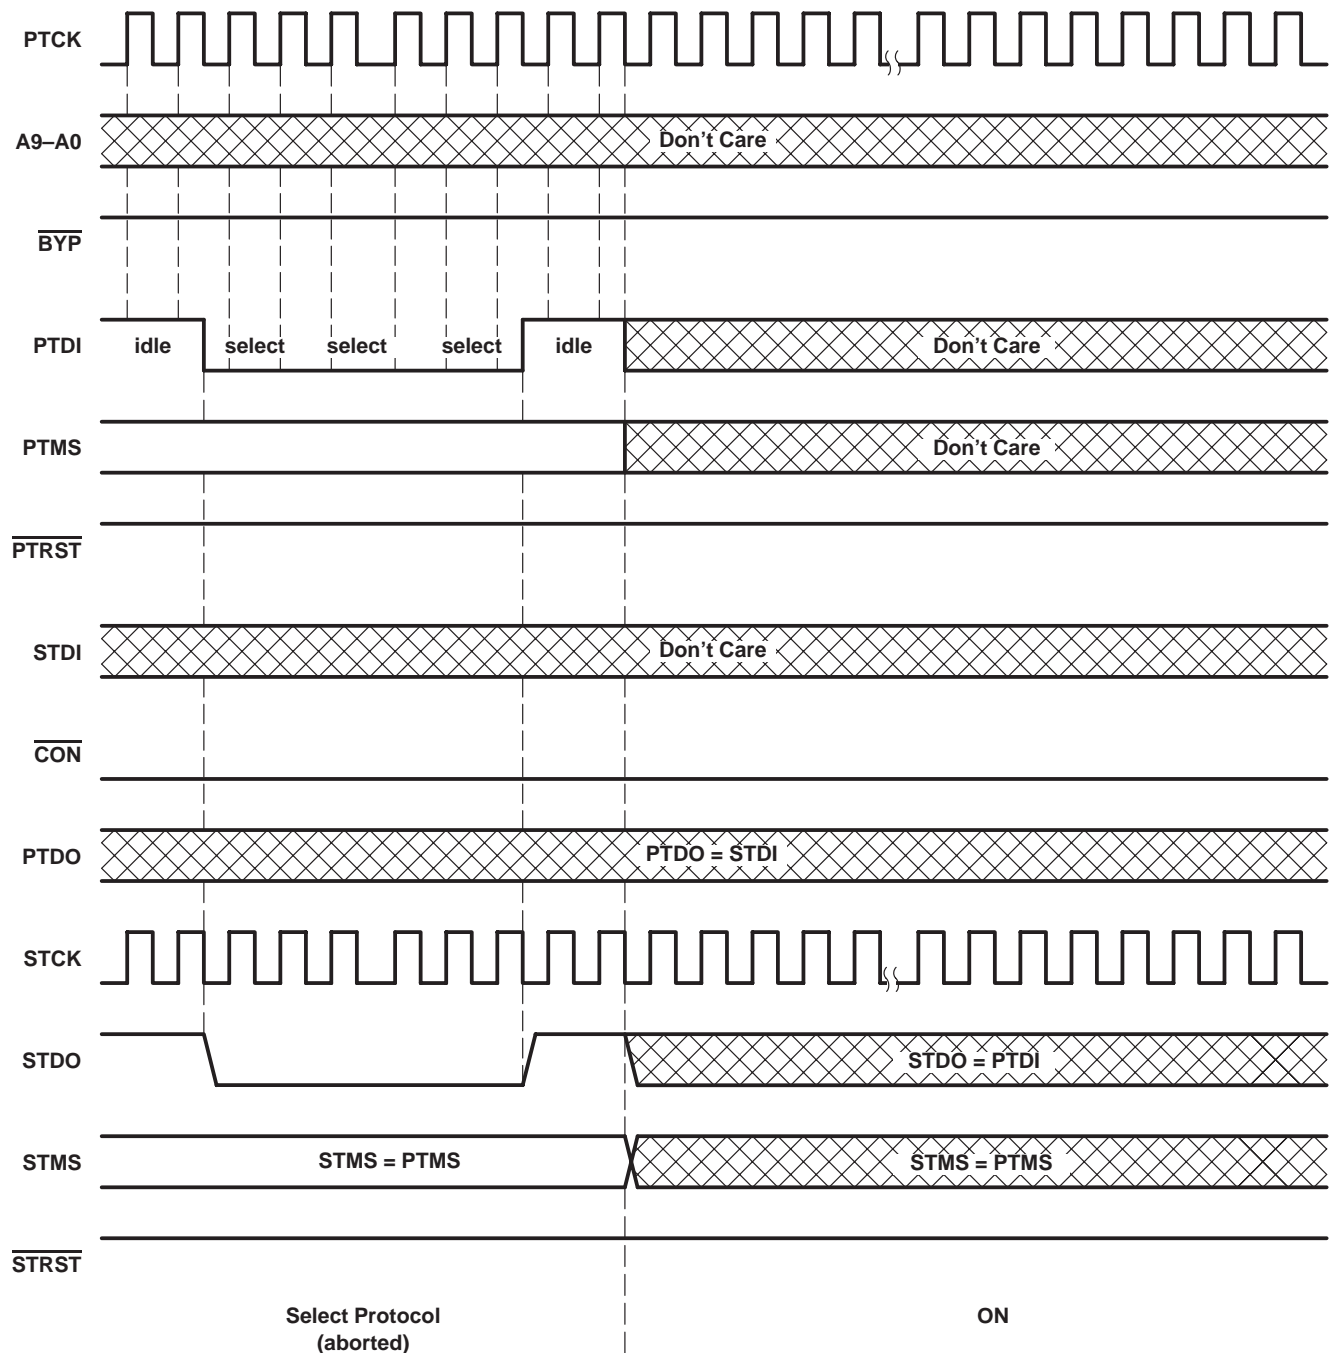 PTCK
A9–A0
Don't Care
BYP
PTDI
idle select select select idle
Don't Care
PTMS
Don't Care
PTRST
STDI
Don't Care
CON
PTDO
PTDO = STDI
STCK
STDO
STDO = PTDI
STMS
STMS = PTMS
STMS = PTMS
STRST
Select Protocol
(aborted)
ON